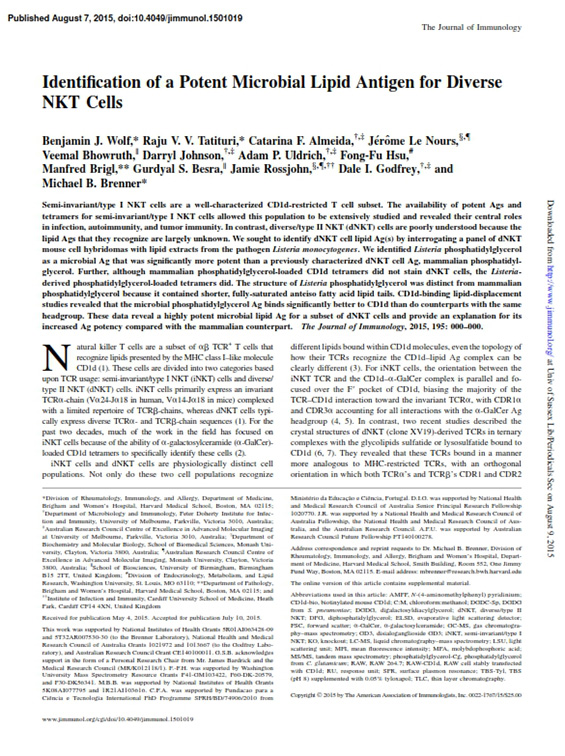 Published August 7, 2015, doi:10.4049/jimmunol.1501019
The Journal of Immunology
Identification of a Potent Microbial Lipid Antigen for Diverse
NKT Cells
Benjamin J. Wolf,* Raju V. V. Tatituri,* Catarina F. Almeida,†,‡ Jérôme Le Nours,§,¶
Veemal Bhowruth,‖ Darryl Johnson,†,‡ Adam P. Uldrich,†,‡ Fong-Fu Hsu,#
Manfred Brigl,** Gurdyal S. Besra,‖ Jamie Rossjohn,§,¶,†† Dale I. Godfrey,†,‡ and
Michael B. Brenner*
Semi-invariant/type I NKT cells are a well-characterized CD1d-restricted T cell subset. The availability of potent Ags and
tetramers for semi-invariant/type I NKT cells allowed this population to be extensively studied and revealed their central roles
in infection, autoimmunity, and tumor immunity. In contrast, diverse/type II NKT (dNKT) cells are poorly understood because the
lipid Ags that they recognize are largely unknown. We sought to identify dNKT cell lipid Ag(s) by interrogating a panel of dNKT
mouse cell hybridomas with lipid extracts from the pathogen Listeria monocytogenes. We identified Listeria phosphatidylglycerol
as a microbial Ag that was significantly more potent than a previously characterized dNKT cell Ag, mammalian phosphatidyl-
glycerol. Further, although mammalian phosphatidylglycerol-loaded CD1d tetramers did not stain dNKT cells, the Listeria-
derived phosphatidylglycerol-loaded tetramers did. The structure of Listeria phosphatidylglycerol was distinct from mammalian
phosphatidylglycerol because it contained shorter, fully-saturated anteiso fatty acid lipid tails. CD1d-binding lipid-displacement
studies revealed that the microbial phosphatidylglycerol Ag binds significantly better to CD1d than do counterparts with the same
headgroup. These data reveal a highly potent microbial lipid Ag for a subset of dNKT cells and provide an explanation for its
increased Ag potency compared with the mammalian counterpart. The Journal of Immunology, 2015, 195: 000–000.
Natural killer T cells are a subset of αβ TCR+ T cells that
recognize lipids presented by the MHC class I–like molecule
CD1d (1). These cells are divided into two categories based
upon TCR usage: semi-invariant/type I NKT (iNKT) cells and diverse/
type II NKT (dNKT) cells. iNKT cells primarily express an invariant
TCRα-chain (Vα24-Jα18 in human, Vα14-Jα18 in mice) complexed
with a limited repertoire of TCRβ-chains, whereas dNKT cells typi-
cally express diverse TCRα- and TCRβ-chain sequences (1). For the
past two decades, much of the work in the field has focused on
iNKT cells because of the ability of α-galactosylceramide (α-GalCer)-
loaded CD1d tetramers to specifically identify these cells (2).
iNKT cells and dNKT cells are physiologically distinct cell
populations. Not only do these two cell populations recognize
different lipids bound within CD1d molecules, even the topology of
how their TCRs recognize the CD1d–lipid Ag complex can be
clearly different (3). For iNKT cells, the orientation between the
iNKT TCR and the CD1d-α-GalCer complex is parallel and fo-
cused over the F′ pocket of CD1d, biasing the majority of the
TCR–CD1d interaction toward the invariant TCRα, with CDR1α
and CDR3α accounting for all interactions with the α-GalCer Ag
headgroup (4, 5). In contrast, two recent studies described the
crystal structures of dNKT (clone XV19)-derived TCRs in ternary
complexes with the glycolipids sulfatide or lysosulfatide bound to
CD1d (6, 7). They revealed that these TCRs bound in a manner
more analogous to MHC-restricted TCRs, with an orthogonal
orientation in which both TCRα's and TCRβ's CDR1 and CDR2
*Division of Rheumatology, Immunology, and Allergy, Department of Medicine,
Brigham and Women's Hospital, Harvard Medical School, Boston, MA 02115;
†Department of Microbiology and Immunology, Peter Doherty Institute for Infec-
tion and Immunity, University of Melbourne, Parkville, Victoria 3010, Australia;
‡Australian Research Council Centre of Excellence in Advanced Molecular Imaging
at University of Melbourne, Parkville, Victoria 3010, Australia; §Department of
Biochemistry and Molecular Biology, School of Biomedical Sciences, Monash Uni-
versity, Clayton, Victoria 3800, Australia; ¶Australian Research Council Centre of
Excellence in Advanced Molecular Imaging, Monash University, Clayton, Victoria
3800, Australia; ‖School of Biosciences, University of Birmingham, Birmingham
B15 2TT, United Kingdom; #Division of Endocrinology, Metabolism, and Lipid
Research, Washington University, St. Louis, MO 63110; **Department of Pathology,
Brigham and Women's Hospital, Harvard Medical School, Boston, MA 02115; and
††Institute of Infection and Immunity, Cardiff University School of Medicine, Heath
Park, Cardiff CF14 4XN, United Kingdom
Received for publication May 4, 2015. Accepted for publication July 10, 2015.
This work was supported by National Institutes of Health Grants 5R01AI063428-09
and 5T32AR007530-30 (to the Brenner Laboratory), National Health and Medical
Research Council of Australia Grants 1021972 and 1013667 (to the Godfrey Labo-
ratory), and Australian Research Council Grant CE140100011. G.S.B. acknowledges
support in the form of a Personal Research Chair from Mr. James Bardrick and the
Medical Research Council (MR/K012118/1). F.-F.H. was supported by Washington
University Mass Spectrometry Resource Grants P41-GM103422, P60-DK-20579,
and P30-DK56341. M.B.B. was supported by National Institutes of Health Grants
5K08AI077795 and 1R21AI103616. C.F.A. was supported by Fundacao para a
Ciência e Tecnologia International PhD Programme SPRH/BD/74906/2010 from
Ministério da Educação e Ciência, Portugal. D.I.G. was supported by National Health
and Medical Research Council of Australia Senior Principal Research Fellowship
1020770. J.R. was supported by a National Health and Medical Research Council of
Australia Fellowship, the National Health and Medical Research Council of Aus-
tralia, and the Australian Research Council. A.P.U. was supported by Australian
Research Council Future Fellowship FT140100278.
Address correspondence and reprint requests to Dr. Michael B. Brenner, Division of
Rheumatology, Immunology, and Allergy, Brigham and Women's Hospital, Depart-
ment of Medicine, Harvard Medical School, Smith Building, Room 552, One Jimmy
Fund Way, Boston, MA 02115. E-mail address: mbrenner@research.bwh.harvard.edu
The online version of this article contains supplemental material.
Abbreviations used in this article: AMPP, N-(4-aminomethylphenyl) pyridinium;
CD1d-bio, biotinylated mouse CD1d; C:M, chloroform:methanol; DGDG-Sp, DGDG
from S. pneumoniae; DGDG, digalactosyldiacylglycerol; dNKT, diverse/type II
NKT; DPG, diphosphatidylglycerol; ELSD, evaporative light scattering detector;
FSC, forward scatter; α-GalCer, α-galactosylceramide; GC-MS, gas chromatogra-
phy–mass spectrometry; GD3, disialoganglioside GD3; iNKT, semi-invariant/type I
NKT; KO, knockout; LC-MS, liquid chromatography–mass spectrometry; LSU, light
scattering unit; MFI, mean fluorescence intensity; MPA, molybdophosphoric acid;
MS/MS, tandem mass spectrometry; phosphatidylglycerol-Cg, phosphatidylglycerol
from C. glutamicum; RAW, RAW 264.7; RAW-CD1d, RAW cell stably transfected
with CD1d; RU, response unit; SPR, surface plasmon resonance; TBS-Tyl, TBS
(pH 8) supplemented with 0.05% tyloxapol; TLC, thin layer chromatography.
Copyright © 2015 by The American Association of Immunologists, Inc. 0022-1767/15/$25.00
www.jimmunol.org/cgi/doi/10.4049/jimmunol.1501019
Downloaded from http://www.jimmunol.org/ at Univ of Sussex Lib/Periodicals Sec on August 9, 2015